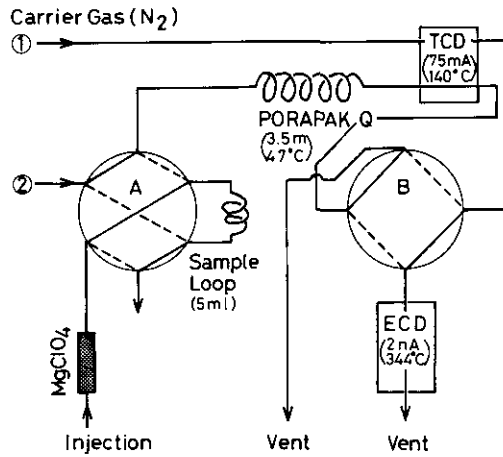 Carrier Gas (N2)
1
TCD
(75mA)
140°C
PORAPAK Q
(3.5m)
47°C
2
A
B
Sample
Loop
(5ml)
MgClO4
ECD
(2nA)
344°C
Injection
Vent
Vent